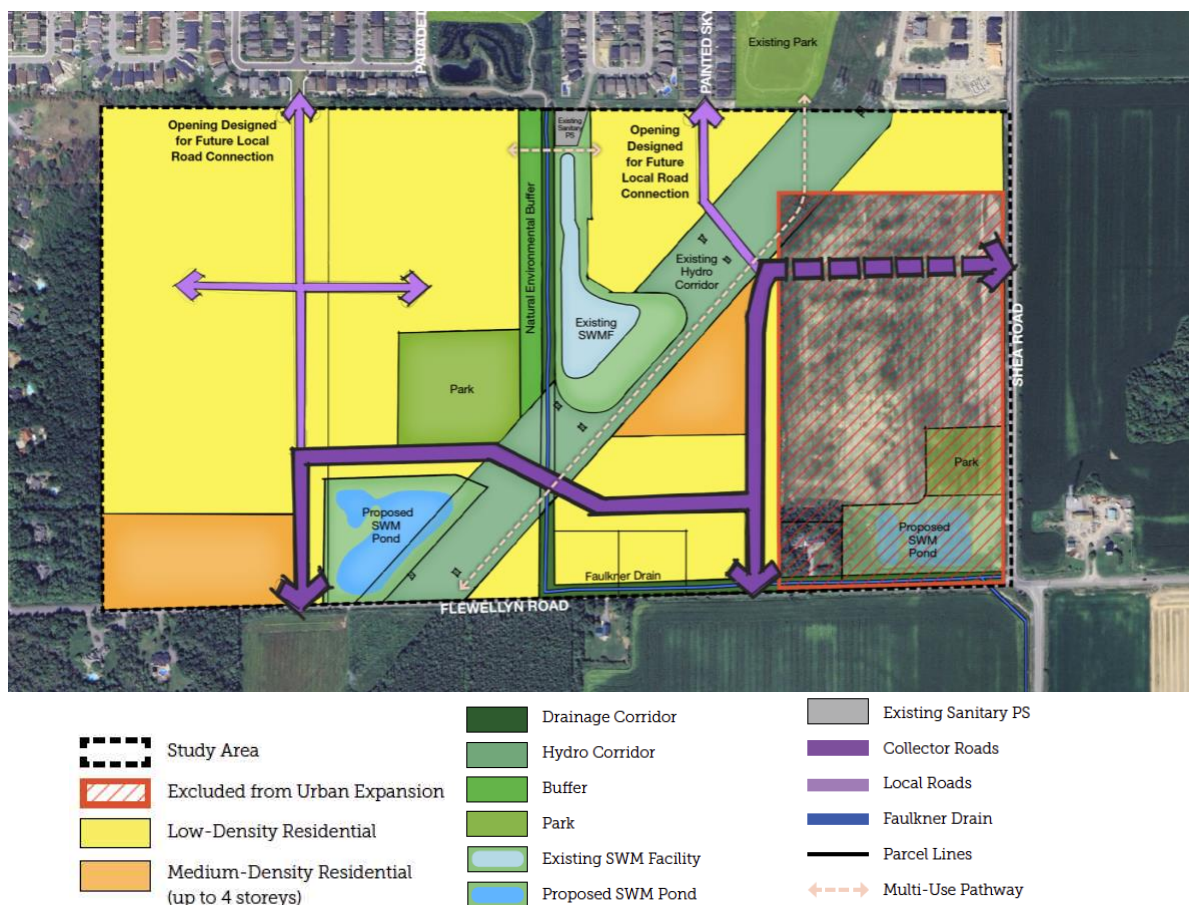 PARADE
PAINTED SKY
Existing Park
Opening Designed
for Future Local
Road Connection
Existing
Sanitary
PS
Opening
Designed
for Future
Local Road
Connection
Natural Environmental Buffer
Existing
Hydro
Corridor
Existing
SWMF
SHEA ROAD
Park
Park
Proposed
SWM
Pond
Proposed
SWM
Pond
Faulkner Drain
FLEWELLYN ROAD
Study Area
Excluded from Urban Expansion
Low-Density Residential
Medium-Density Residential
(up to 4 storeys)
Drainage Corridor
Hydro Corridor
Buffer
Park
Existing SWM Facility
Proposed SWM Pond
Existing Sanitary PS
Collector Roads
Local Roads
Faulkner Drain
Parcel Lines
Multi-Use Pathway